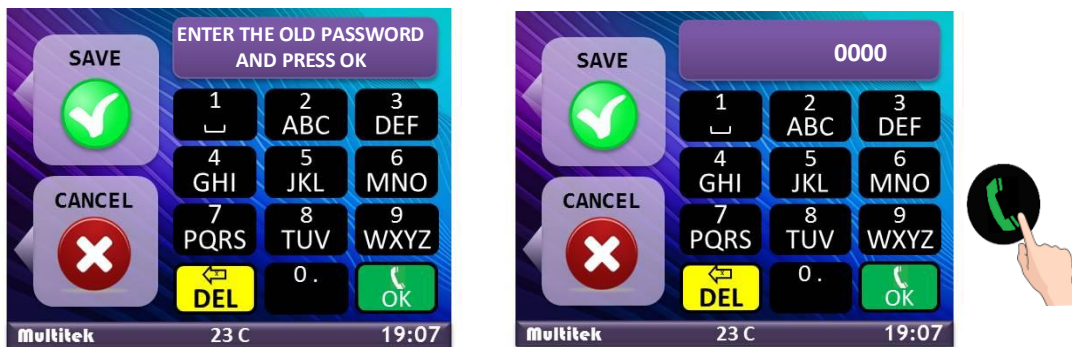 SAVE
ENTER THE OLD PASSWORD
AND PRESS OK
1 2 3
ABC DEF
4 5 6
GHI JKL MNO
CANCEL
7 8 9
PQRS TUV WXYZ
DEL 0 . OK
Multitek 23 C 19:07
SAVE
0000
1 2 3
ABC DEF
4 5 6
GHI JKL MNO
CANCEL
7 8 9
PQRS TUV WXYZ
DEL 0 . OK
Multitek 23 C 19:07